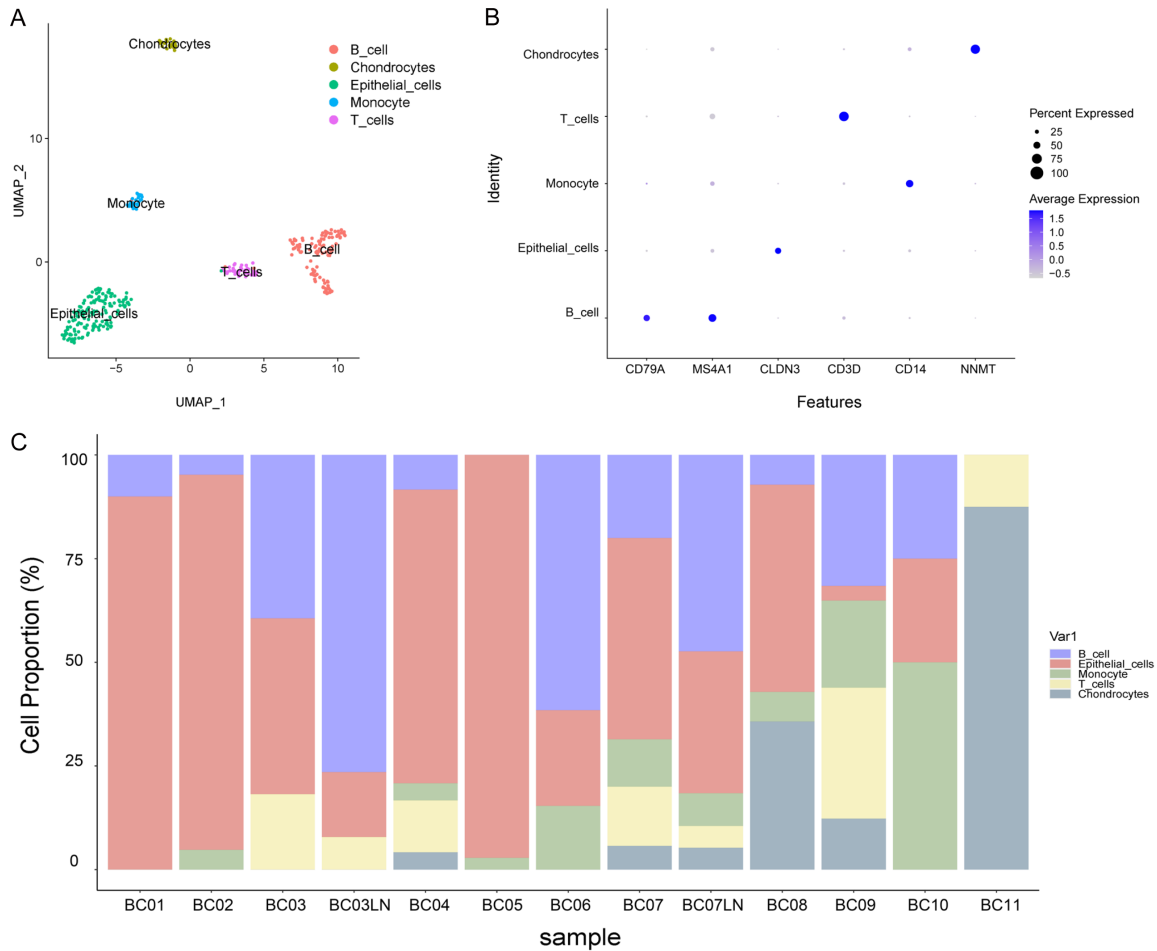 A
Chondrocytes
Monocyte
B_cell
T_cells
Epithelial_cells
B_cell
Chondrocytes
Epithelial_cells
Monocyte
T_cells
10
0
UMAP_2
−5
0
5
10
UMAP_1
B
Chondrocytes
T_cells
Monocyte
Epithelial_cells
B_cell
Identity
CD79A
MS4A1
CLDN3
CD3D
CD14
NNMT
Features
Percent Expressed
25
50
75
100
Average Expression
1.5
1.0
0.5
0.0
−0.5
C
100
75
50
25
0
Cell Proportion (%)
BC01
BC02
BC03
BC03LN
BC04
BC05
BC06
BC07
BC07LN
BC08
BC09
BC10
BC11
sample
Var1
B_cell
Epithelial_cells
Monocyte
T_cells
Chondrocytes